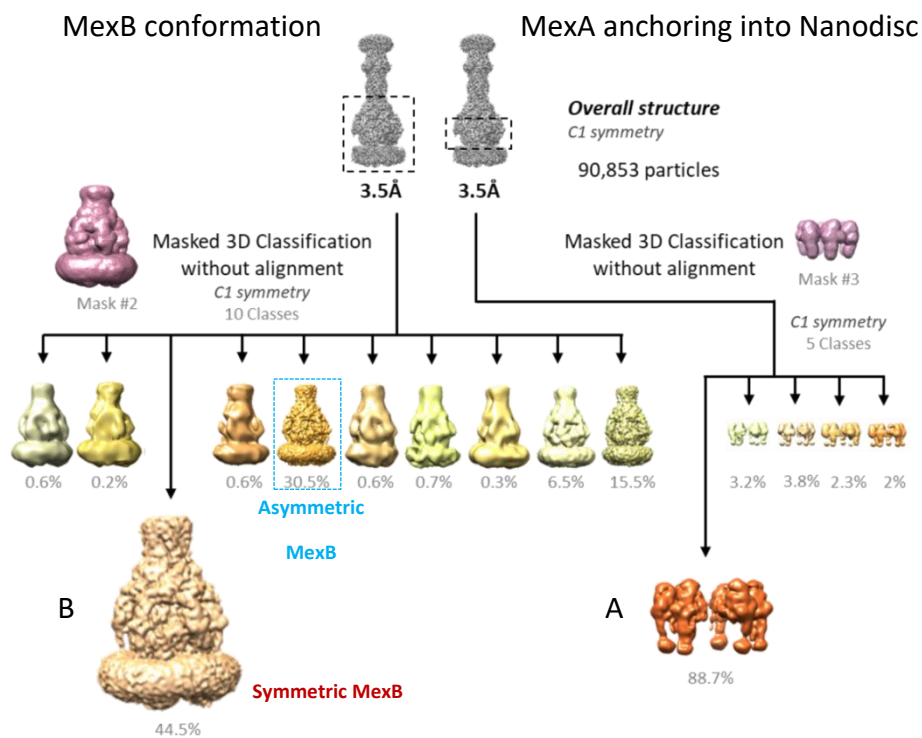 MexB conformation
MexA anchoring into Nanodisc
Overall structure
C1 symmetry
90,853 particles
3.5Å
3.5Å
Masked 3D Classification
without alignment
C1 symmetry
10 Classes
Mask #2
Masked 3D Classification
without alignment
Mask #3
C1 symmetry
5 Classes
0.6%
0.2%
0.6%
30.5%
0.6%
0.7%
0.3%
6.5%
15.5%
3.2%
3.8%
2.3%
2%
Asymmetric
MexB
B
A
Symmetric MexB
44.5%
88.7%